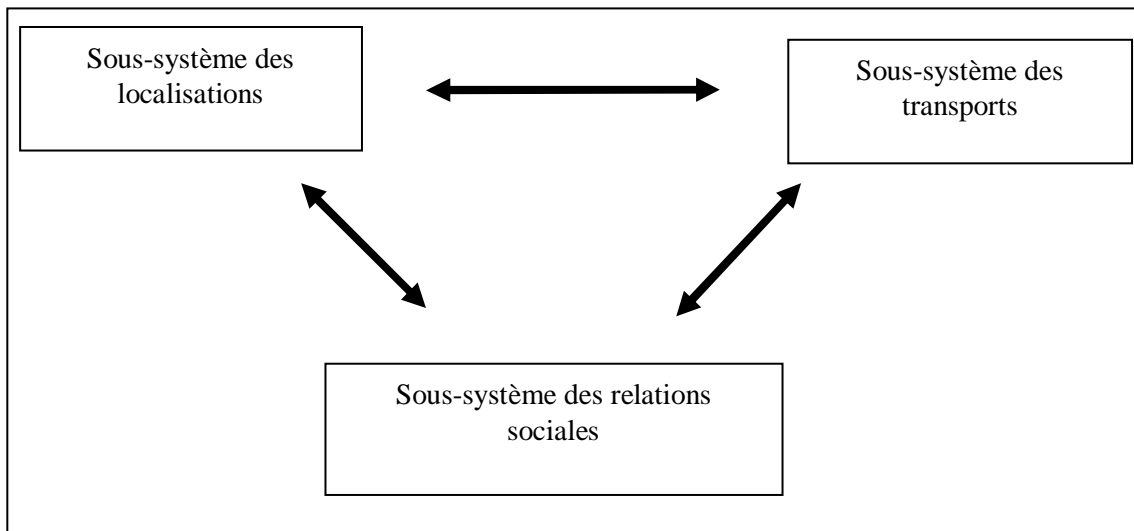 Sous-système des
localisations
Sous-système des
transports
Sous-système des relations
sociales